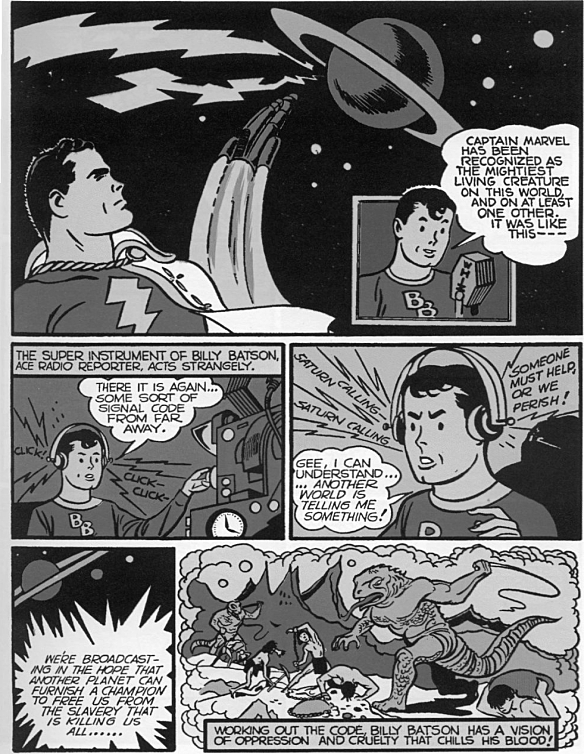 CAPTAIN MARVEL
HAS BEEN
RECOGNIZED AS
THE MIGHTIEST
LIVING CREATURE
ON THIS WORLD,
AND ON AT LEAST
ONE OTHER.
IT WAS LIKE
THIS---
BB
THE SUPER INSTRUMENT OF BILLY BATSON,
ACE RADIO REPORTER, ACTS STRANGELY.
THERE IT IS AGAIN...
SOME SORT OF
SIGNAL CODE
FROM FAR
AWAY.
CLICK!
CLICK-
CLICK-
BB
SATURN CALLING
SATURN CALLING
SOMEONE
MUST HELP,
OR WE
PERISH!
GEE, I CAN
UNDERSTAND...
... ANOTHER
WORLD IS
TELLING ME
SOMETHING!
WE'RE BROADCAST-
ING IN THE HOPE THAT
ANOTHER PLANET CAN
FURNISH A CHAMPION
TO FREE US FROM
THE SLAVERY THAT
IS KILLING US
ALL......
WORKING OUT THE CODE, BILLY BATSON HAS A VISION
OF OPPRESSION AND CRUELTY THAT CHILLS HIS BLOOD!